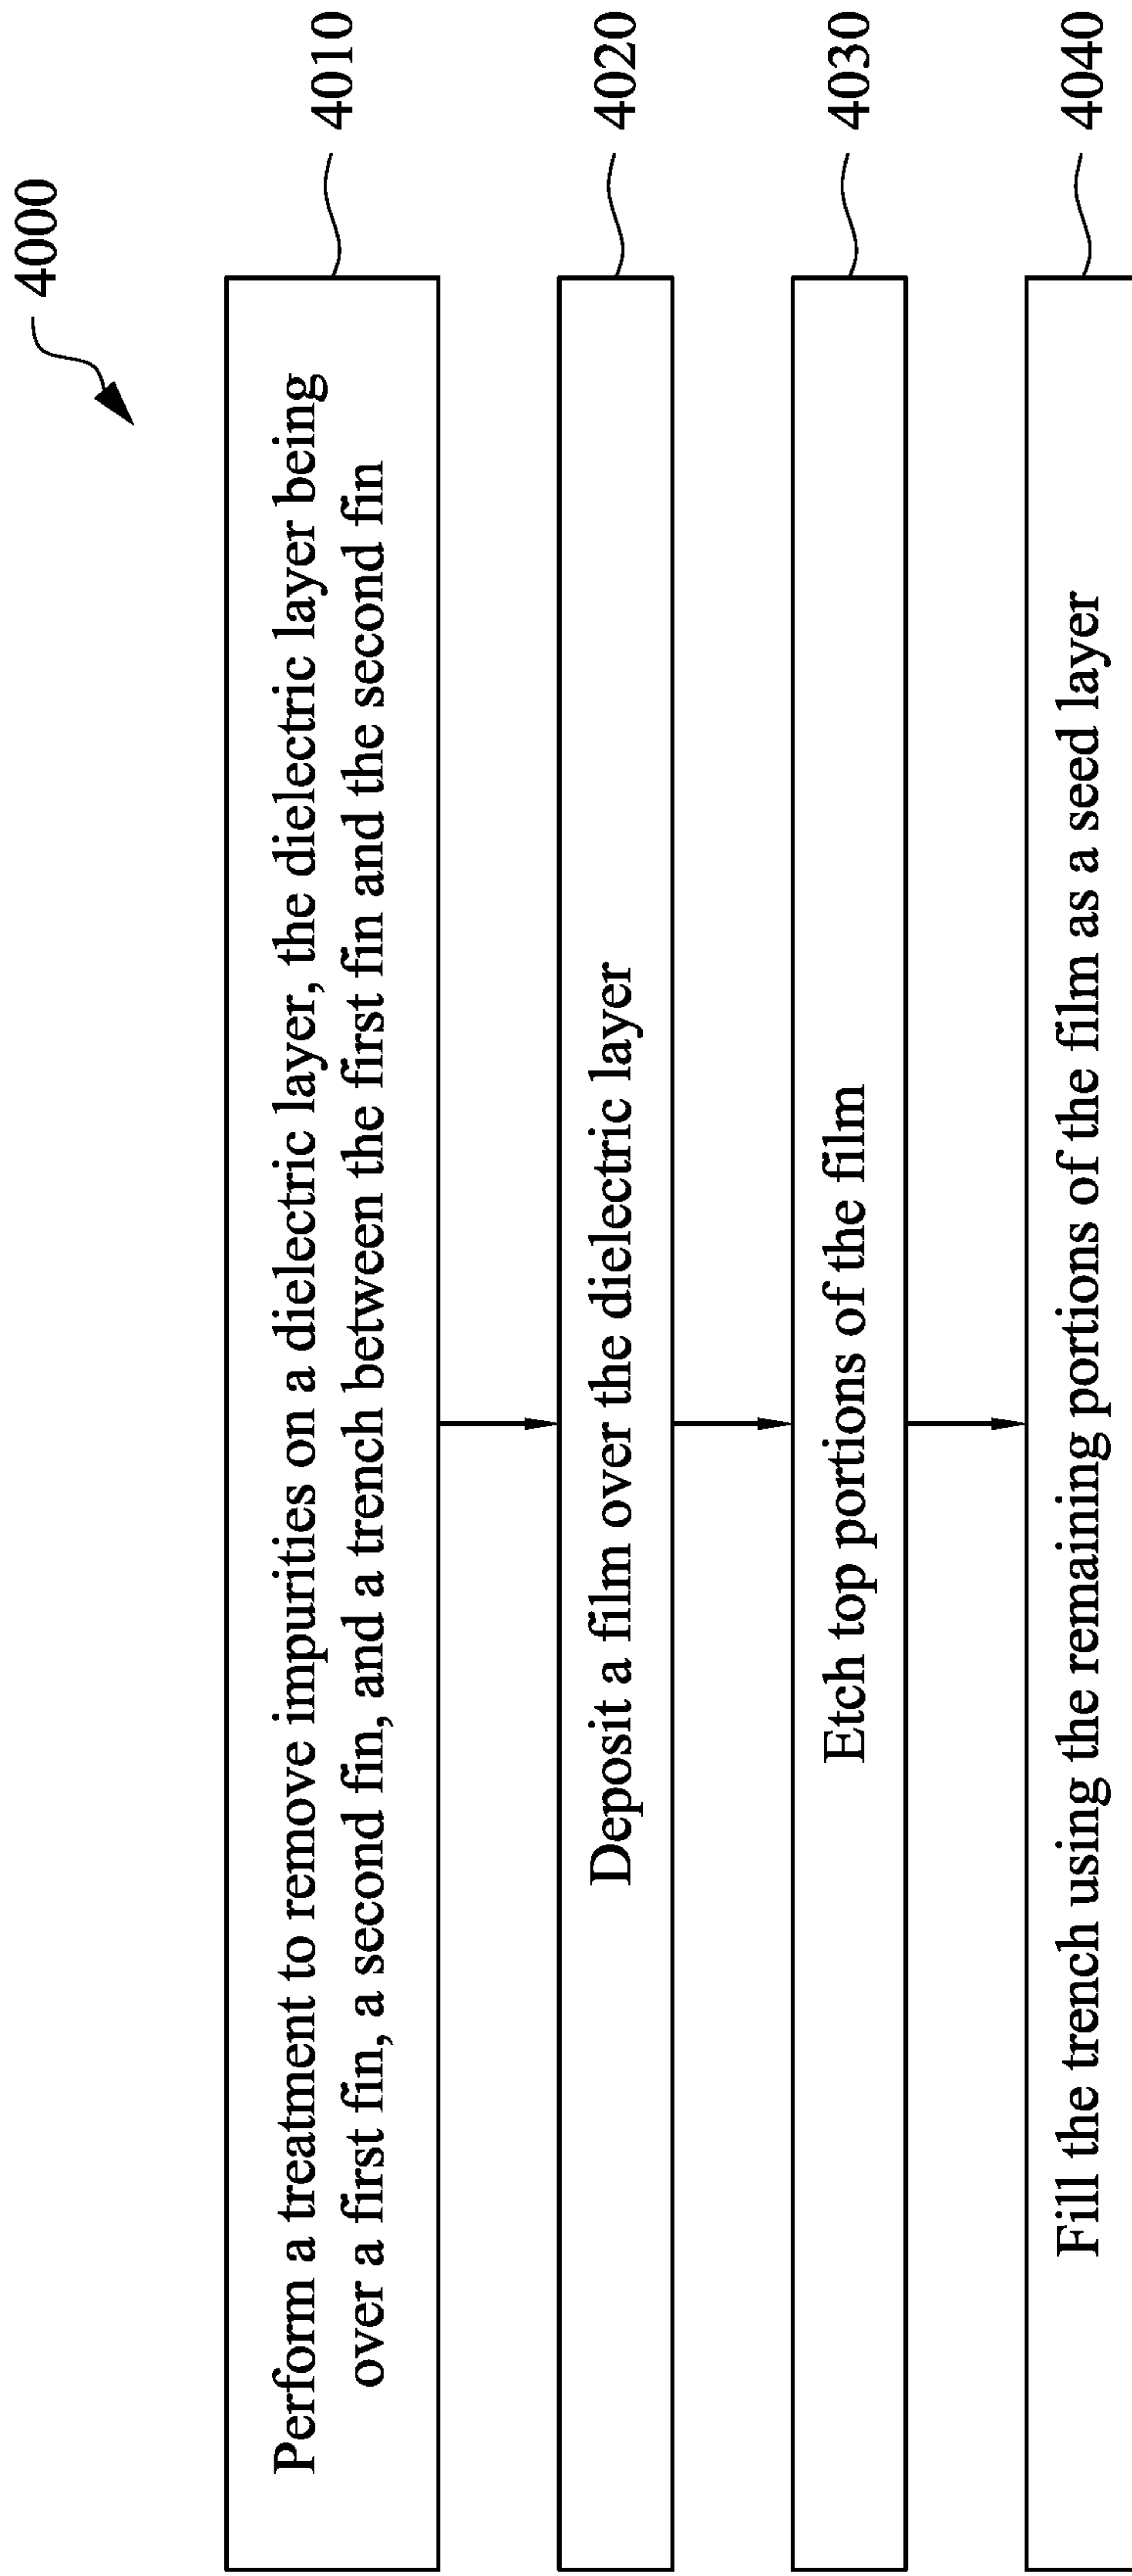 4000
Perform a treatment to remove impurities on a dielectric layer, the dielectric layer being
over a first fin, a second fin, and a trench between the first fin and the second fin
4010
Deposit a film over the dielectric layer
4020
Etch top portions of the film
4030
Fill the trench using the remaining portions of the film as a seed layer
4040